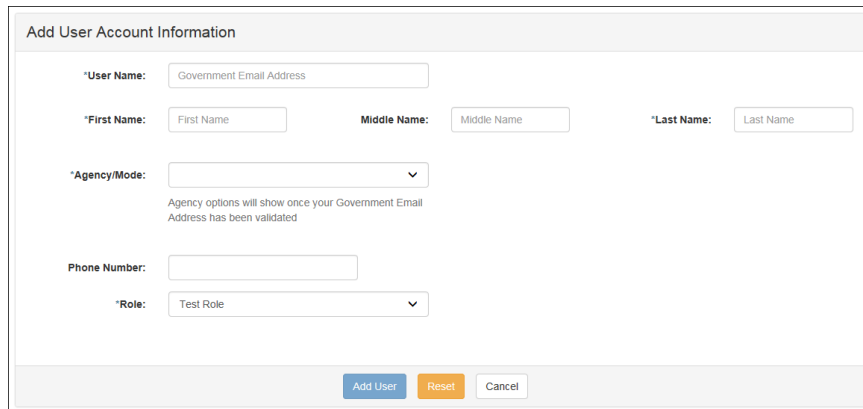 Add User Account Information
*User Name: Government Email Address
*First Name: First Name Middle Name: Middle Name *Last Name: Last Name
*Agency/Mode:
Agency options will show once your Government Email
Address has been validated
Phone Number:
*Role: Test Role
Add User Reset Cancel